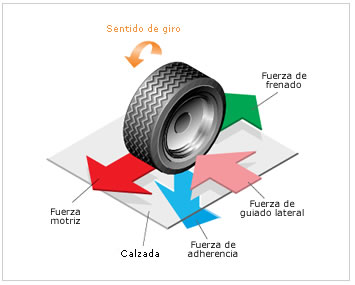 Sentido de giro
Fuerza de
frenado
Fuerza
motriz
Fuerza de
guiado lateral
Calzada
Fuerza de
adherencia